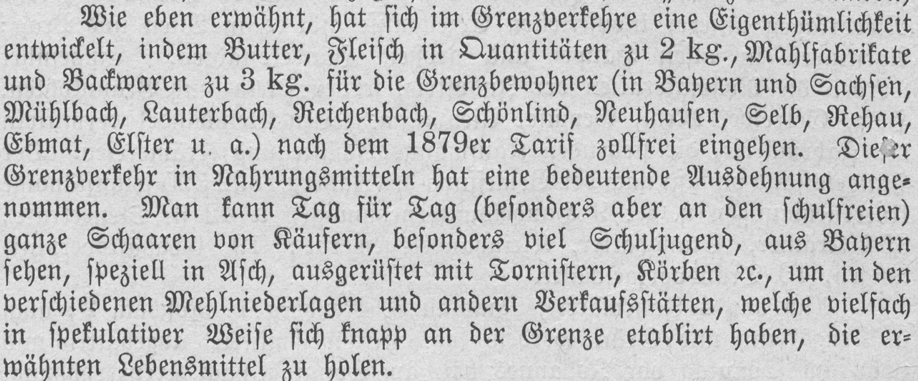 Wie eben erwähnt, hat sich im Grenzverkehre eine Eigenthümlichkeit
entwickelt, indem Butter, Fleisch in Quantitäten zu 2 kg., Mahlfabrikate
und Backwaren zu 3 kg. für die Grenzbewohner (in Bayern und Sachsen,
Mühlbach, Lauterbach, Reichenbach, Schönlind, Neuhausen, Selb, Rehau,
Ebmat, Elster u. a.) nach dem 1879er Tarif zollfrei eingehen. Dieser
Grenzverkehr in Nahrungsmitteln hat eine bedeutende Ausdehnung ange-
nommen. Man kann Tag für Tag (besonders aber an den schulfreien)
ganze Schaaren von Käufern, besonders viel Schuljugend, aus Bayern
sehen, speziell in Asch, ausgerüstet mit Tornistern, Körben ꝛc., um in den
verschiedenen Mehlniederlagen und andern Verkaufsstätten, welche vielfach
in spekulativer Weise sich knapp an der Grenze etablirt haben, die er-
wähnten Lebensmittel zu holen.